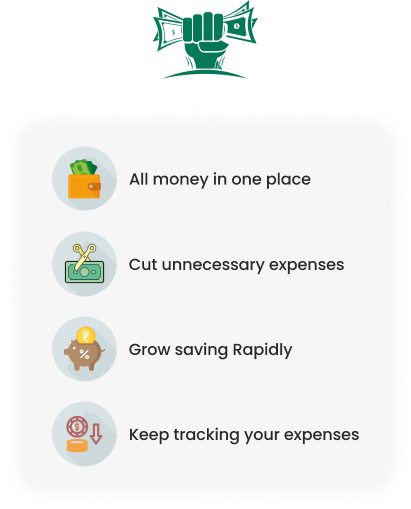 All money in one place
Cut unnecessary expenses
Grow saving Rapidly
Keep tracking your expenses